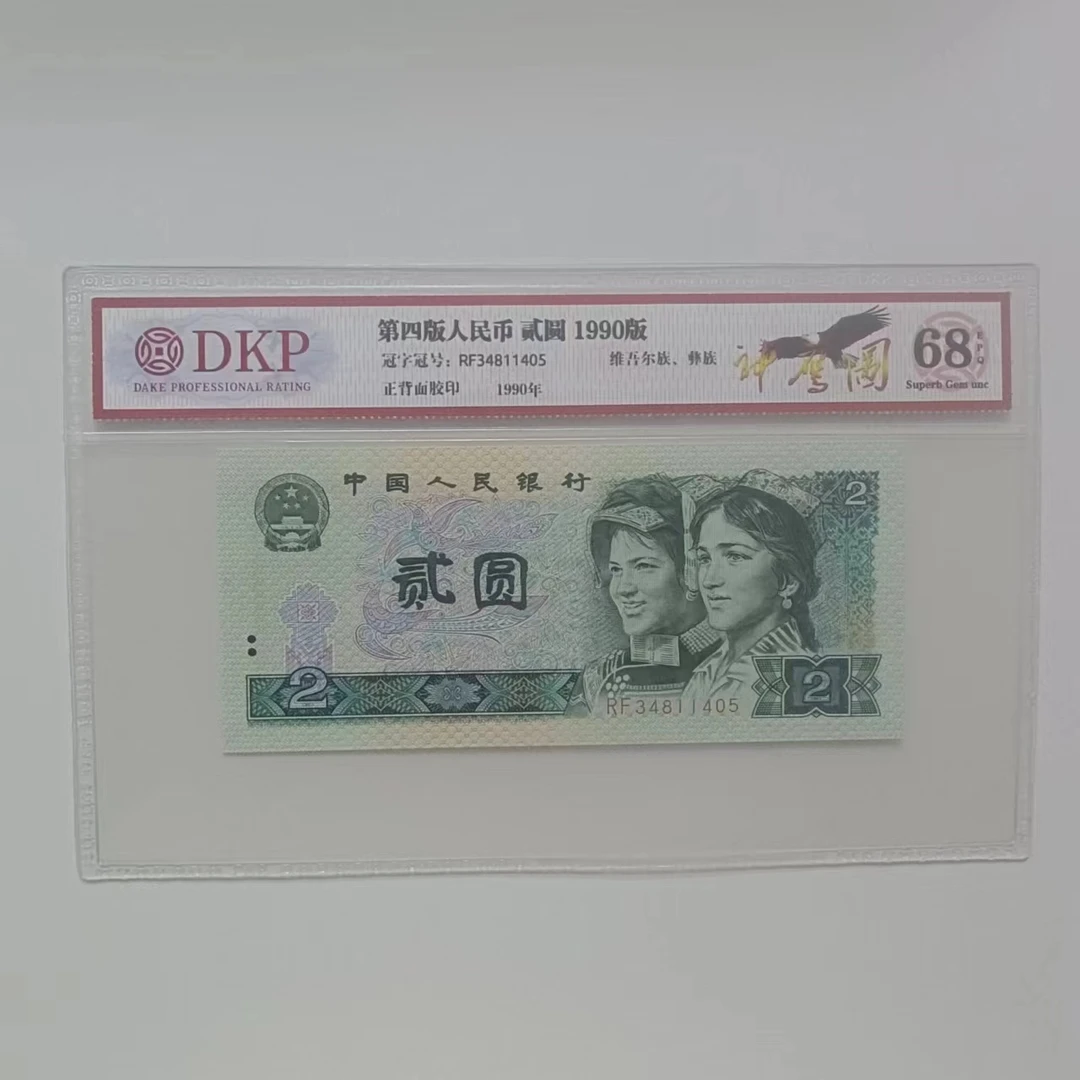 DKP
DAKE PROFESSIONAL RATING
第四版人民币 贰圆 1990版
冠字冠号：RF34811405 维吾尔族、彝族
正背面胶印 1990年
神鹰圖
68 EPQ
Superb Gem unc
中国人民银行
2
贰圆
2
2
RF34811405